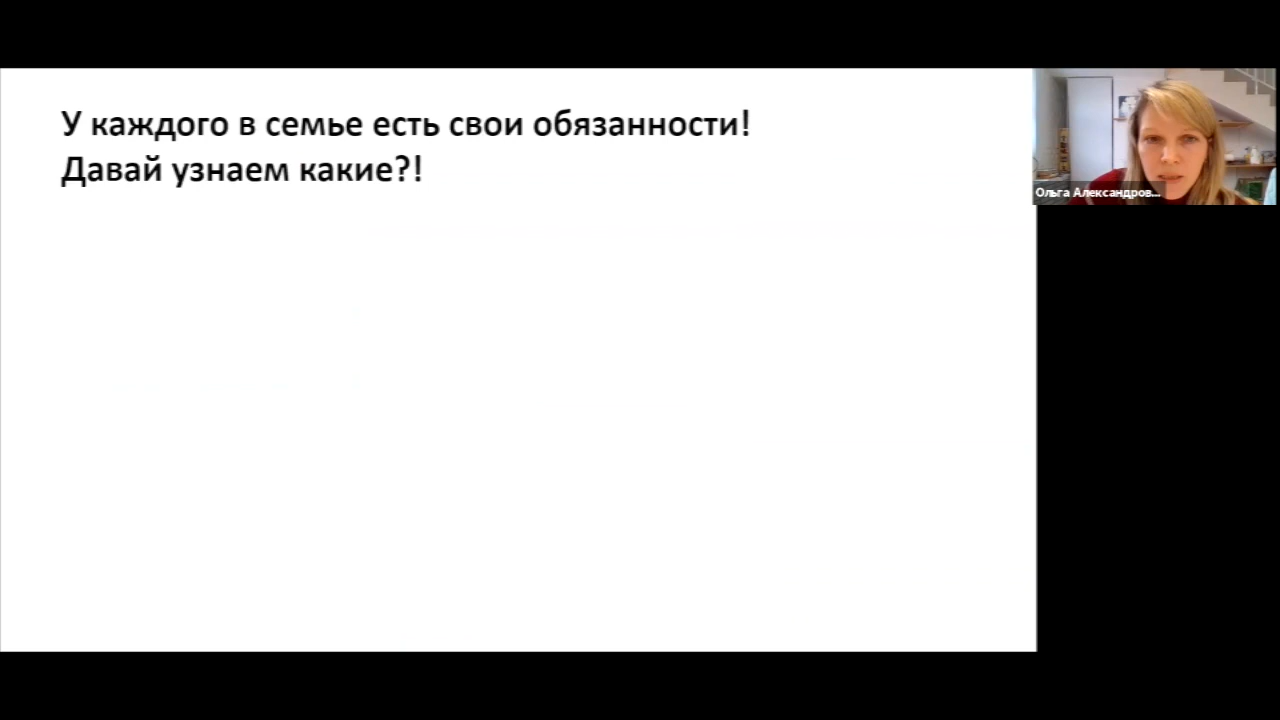 У каждого в семье есть свои обязанности!
Давай узнаем какие?!
Ольга Александров...